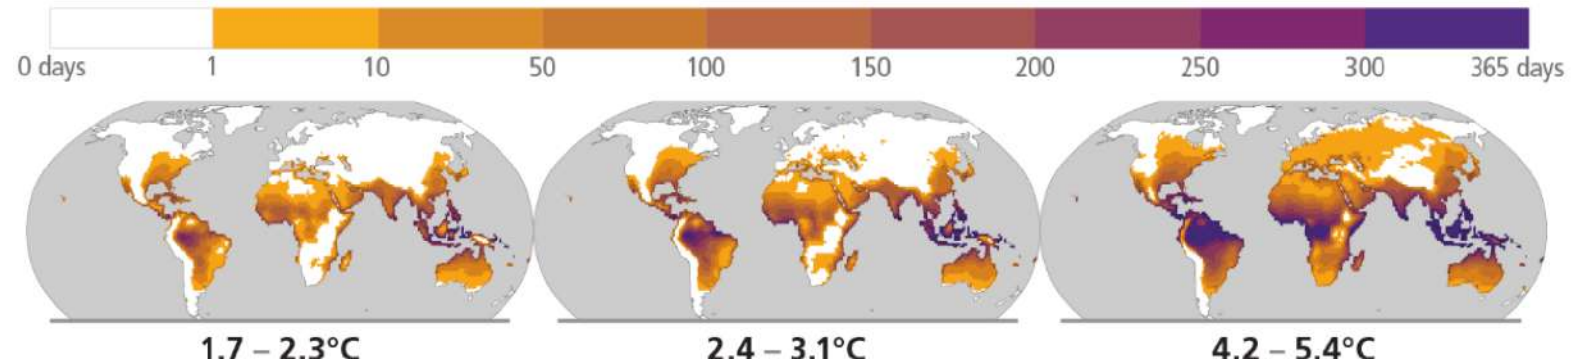 0 days 1 10 50 100 150 200 250 300 365 days
1.7 – 2.3°C 2.4 – 3.1°C 4.2 – 5.4°C